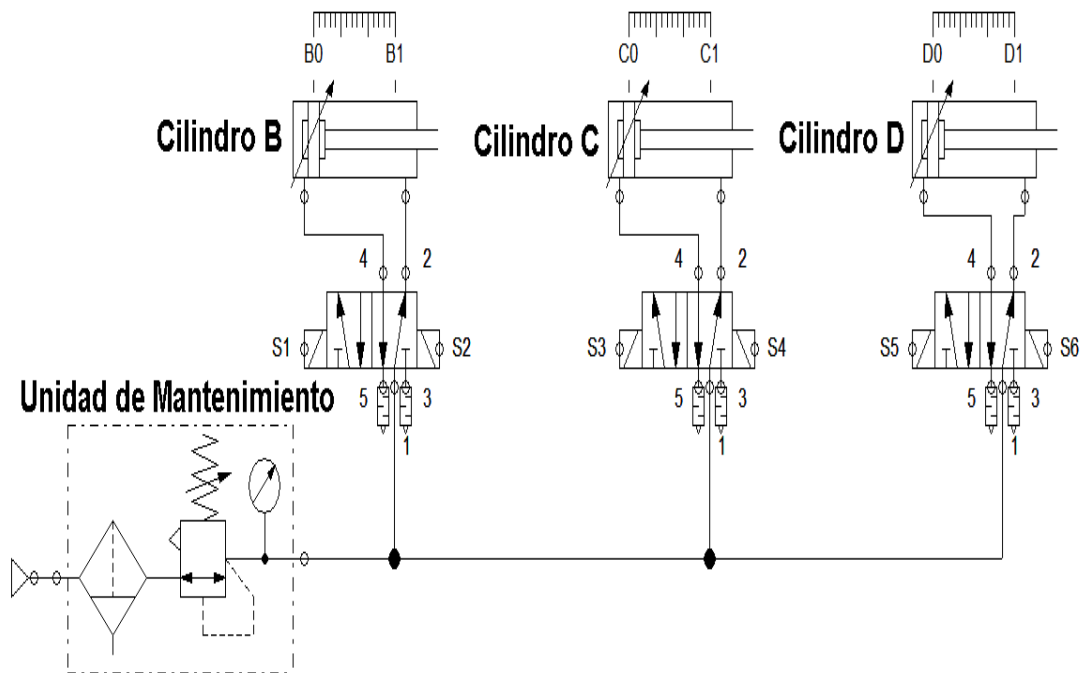 B0 B1 C0 C1 D0 D1
Cilindro B Cilindro C Cilindro D
4 2 4 2 4 2
S1 S2 S3 S4 S5 S6
Unidad de Mantenimiento
5 3 5 3 5 3
1 1 1